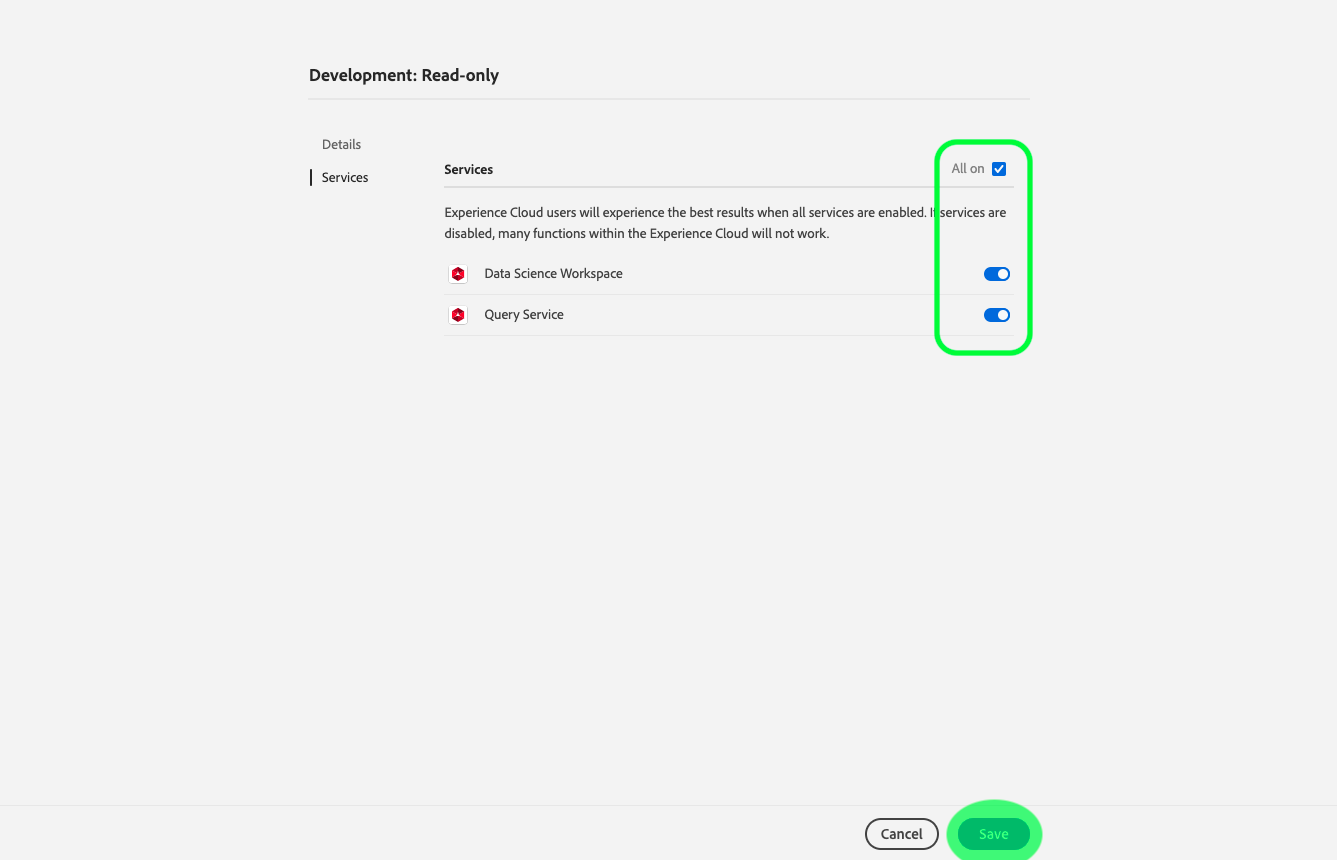 Development: Read-only
Details
Services
Services
All on
Experience Cloud users will experience the best results when all services are enabled. If services are
disabled, many functions within the Experience Cloud will not work.
Data Science Workspace
Query Service
Cancel
Save